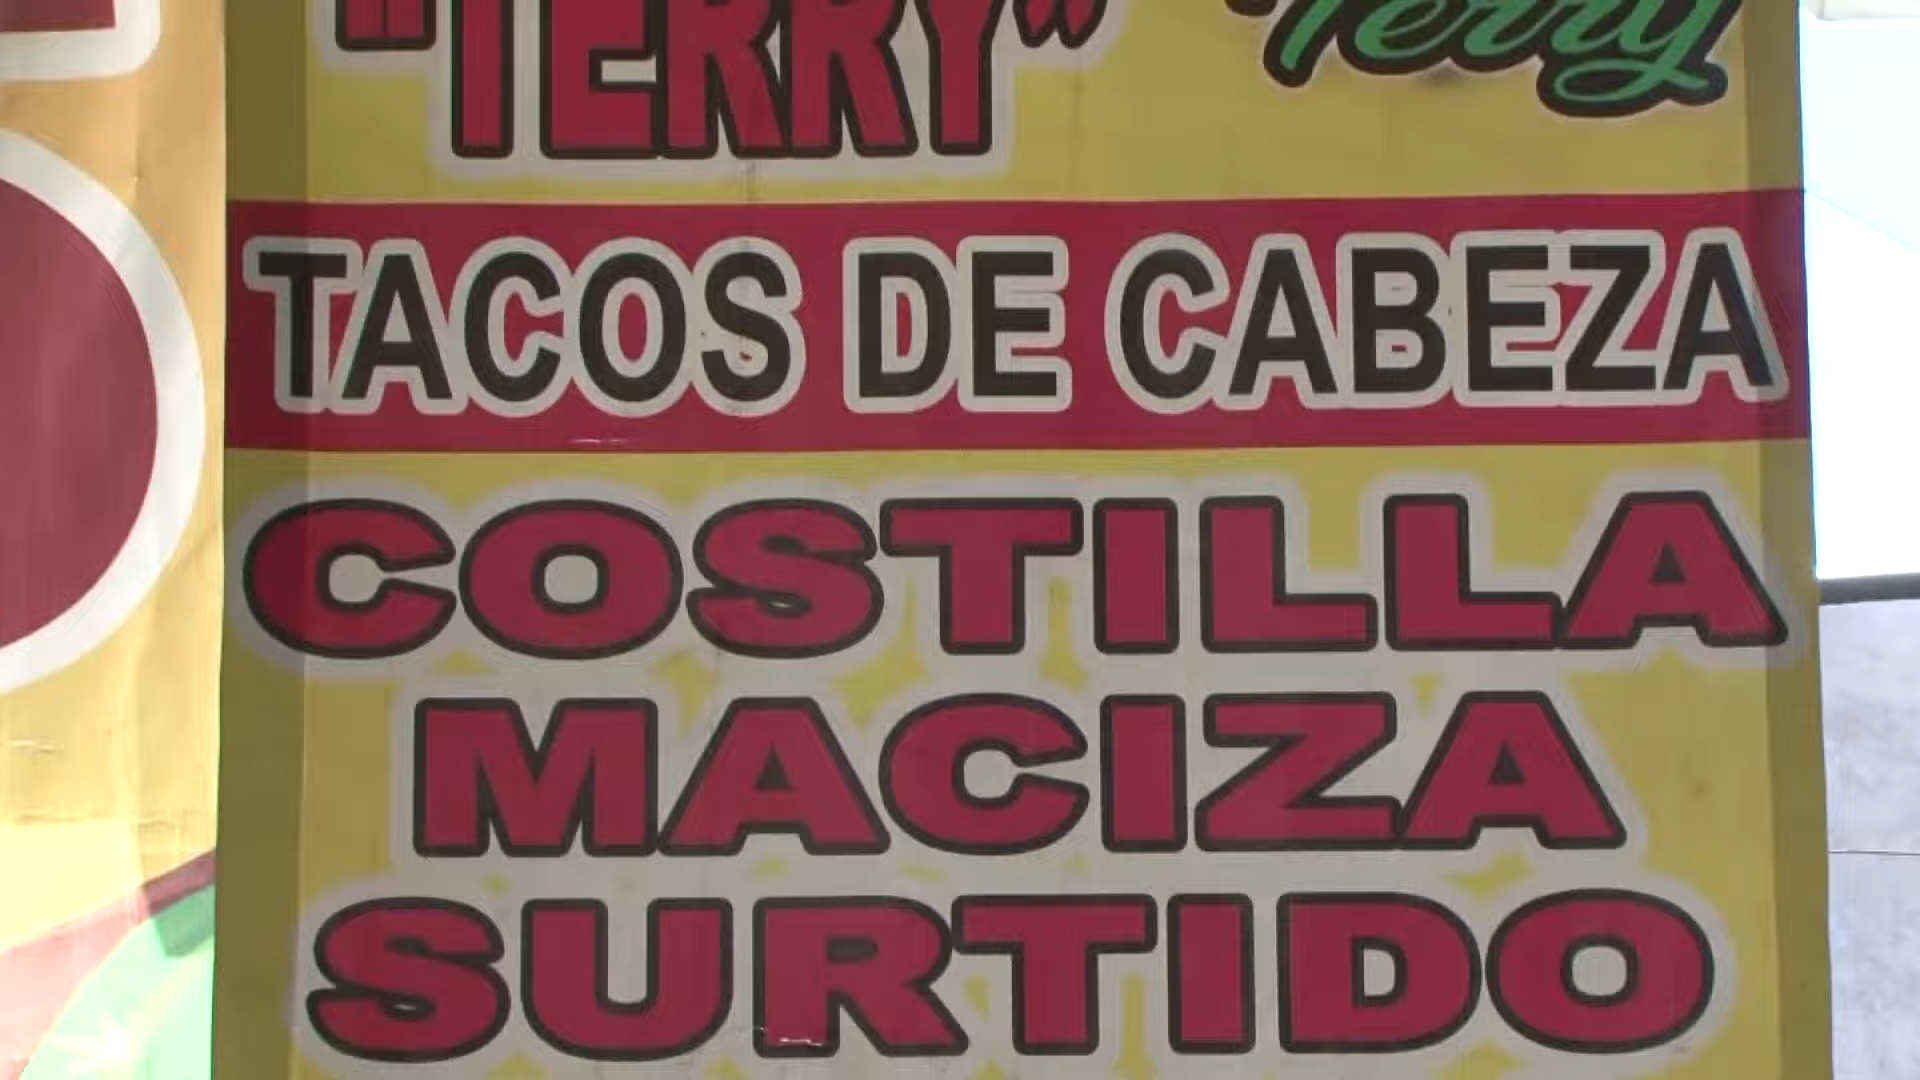 "TERRY"
Terry
TACOS DE CABEZA
COSTILLA
MACIZA
SURTIDO